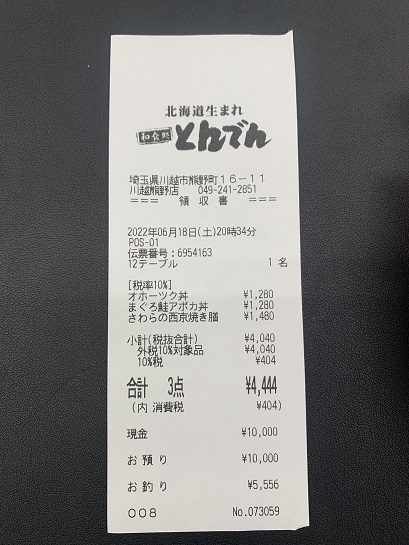 北海道生まれ
和食処 とんでん
埼玉県川越市熊野町16-11
川越熊野店 049-241-2851
=== 領収書 ===
2022年06月18日(土)20時34分
POS-01
伝票番号:6954163
12テーブル 1名
[税率10%]
オホーツク丼 ¥1,280
まぐろ鮭アボカ丼 ¥1,280
さわらの西京焼き膳 ¥1,480
小計(税抜合計) ¥4,040
外税10%対象品 ¥4,040
10%税 ¥404
合計 3点 ¥4,444
(内 消費税 ¥404)
現金 ¥10,000
お預り ¥10,000
お釣り ¥5,556
008 No.073059